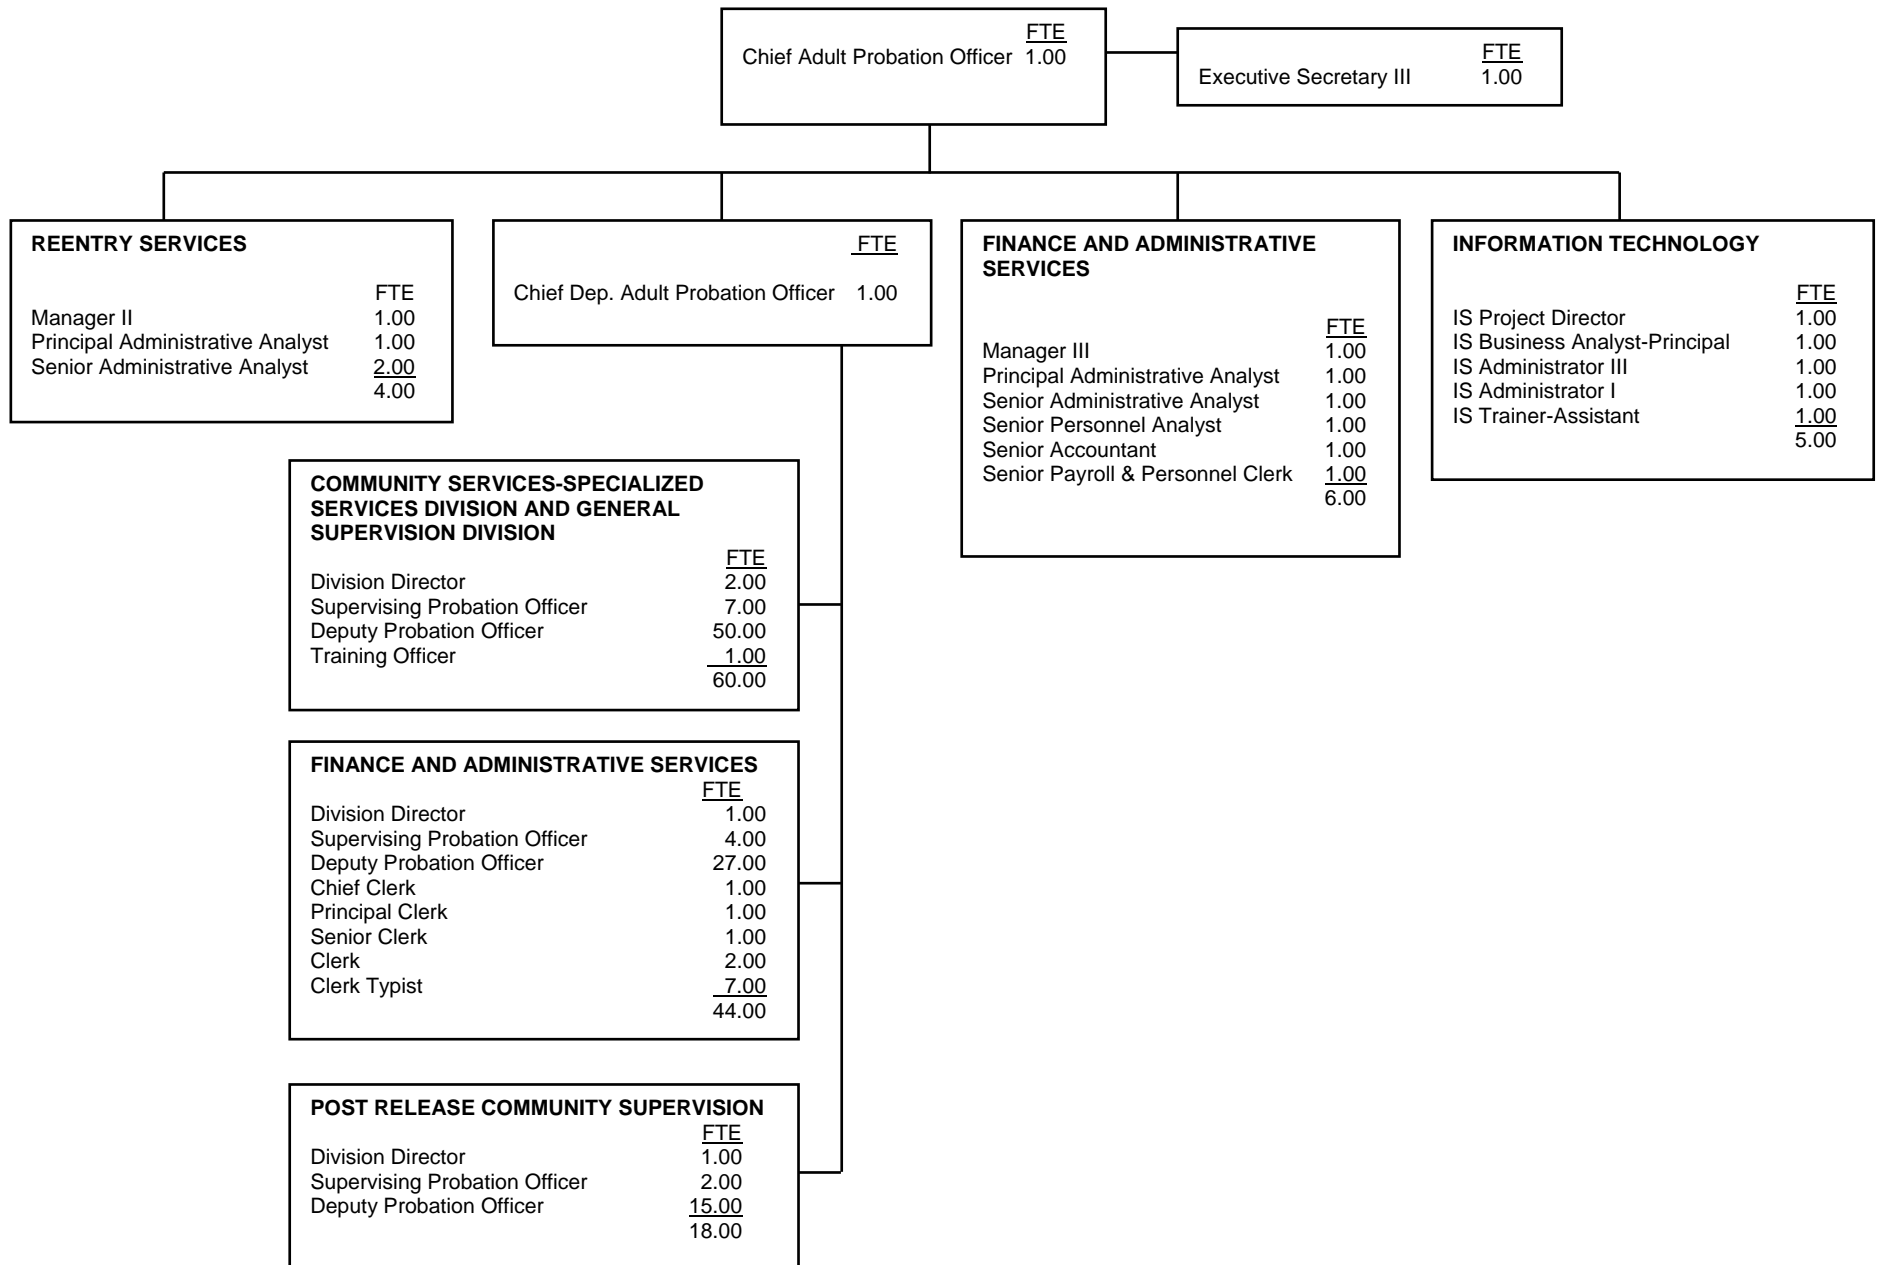 FTE
Chief Adult Probation Officer 1.00
FTE
Executive Secretary III 1.00
REENTRY SERVICES
FTE
Manager II 1.00
Principal Administrative Analyst 1.00
Senior Administrative Analyst 2.00
4.00
FTE
Chief Dep. Adult Probation Officer 1.00
FINANCE AND ADMINISTRATIVE
SERVICES
FTE
Manager III 1.00
Principal Administrative Analyst 1.00
Senior Administrative Analyst 1.00
Senior Personnel Analyst 1.00
Senior Accountant 1.00
Senior Payroll & Personnel Clerk 1.00
6.00
INFORMATION TECHNOLOGY
FTE
IS Project Director 1.00
IS Business Analyst-Principal 1.00
IS Administrator III 1.00
IS Administrator I 1.00
IS Trainer-Assistant 1.00
5.00
COMMUNITY SERVICES-SPECIALIZED
SERVICES DIVISION AND GENERAL
SUPERVISION DIVISION
FTE
Division Director 2.00
Supervising Probation Officer 7.00
Deputy Probation Officer 50.00
Training Officer 1.00
60.00
FINANCE AND ADMINISTRATIVE SERVICES
FTE
Division Director 1.00
Supervising Probation Officer 4.00
Deputy Probation Officer 27.00
Chief Clerk 1.00
Principal Clerk 1.00
Senior Clerk 1.00
Clerk 2.00
Clerk Typist 7.00
44.00
POST RELEASE COMMUNITY SUPERVISION
FTE
Division Director 1.00
Supervising Probation Officer 2.00
Deputy Probation Officer 15.00
18.00